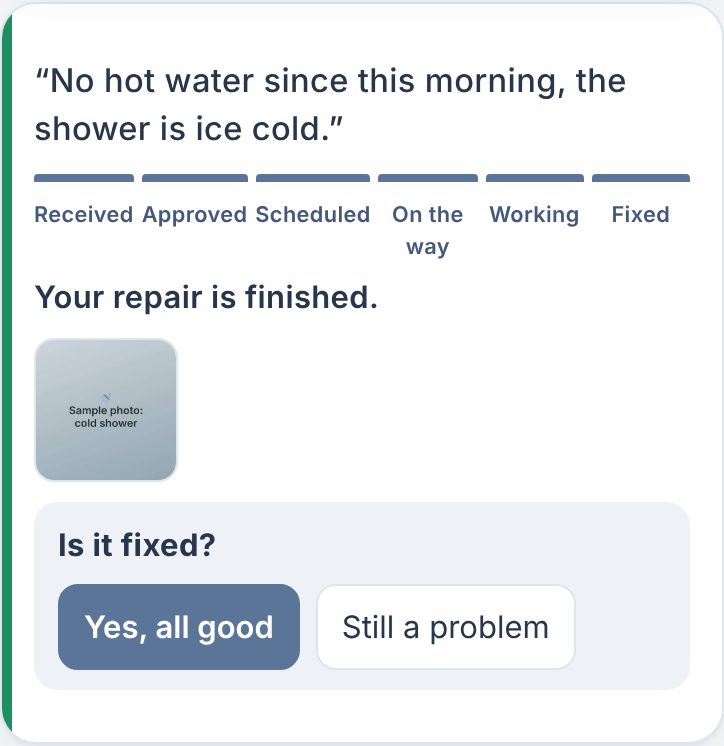 “No hot water since this morning, the
shower is ice cold.”
Received Approved Scheduled On the way Working Fixed
Your repair is finished.
Sample photo:
cold shower
Is it fixed?
Yes, all good Still a problem